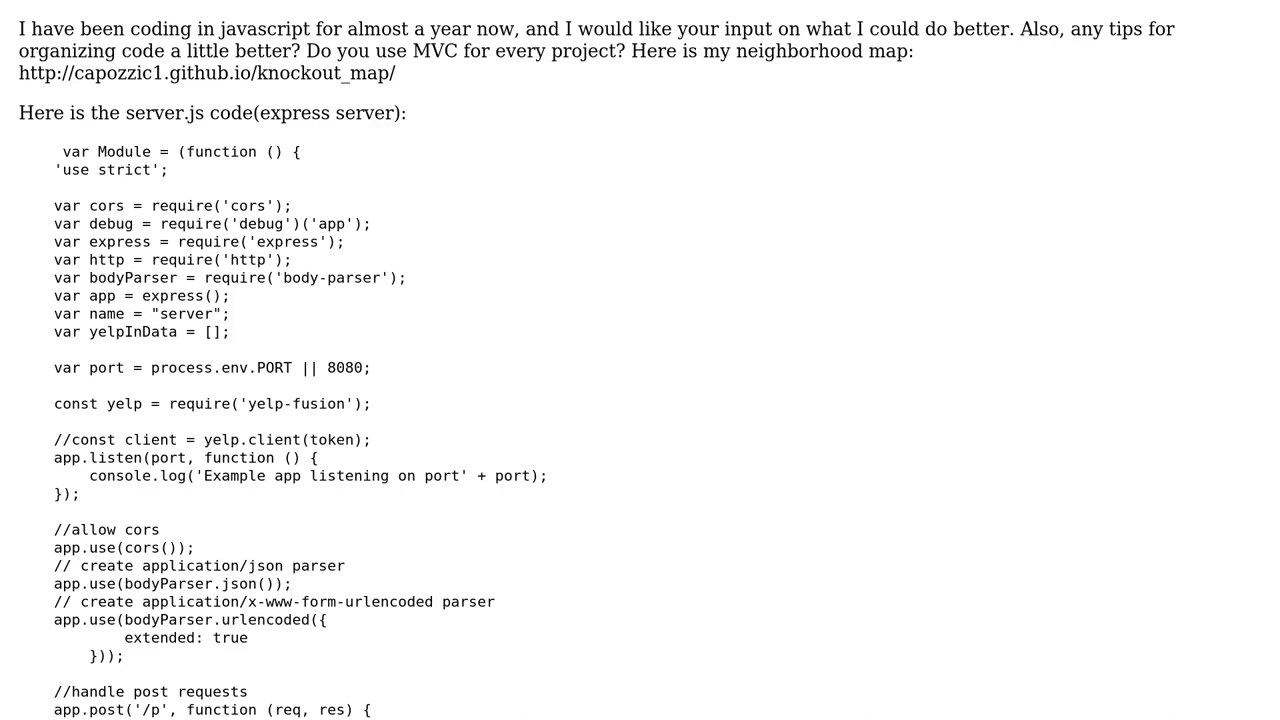 I have been coding in javascript for almost a year now, and I would like your input on what I could do better. Also, any tips for
organizing code a little better? Do you use MVC for every project? Here is my neighborhood map:
http://capozzic1.github.io/knockout_map/
Here is the server.js code(express server):
var Module = (function () {
'use strict';
var cors = require('cors');
var debug = require('debug')('app');
var express = require('express');
var http = require('http');
var bodyParser = require('body-parser');
var app = express();
var name = "server";
var yelpInData = [];
var port = process.env.PORT || 8080;
const yelp = require('yelp-fusion');
//const client = yelp.client(token);
app.listen(port, function () {
console.log('Example app listening on port' + port);
});
//allow cors
app.use(cors());
// create application/json parser
app.use(bodyParser.json());
// create application/x-www-form-urlencoded parser
app.use(bodyParser.urlencoded({
extended: true
}));
//handle post requests
app.post('/p', function (req, res) {